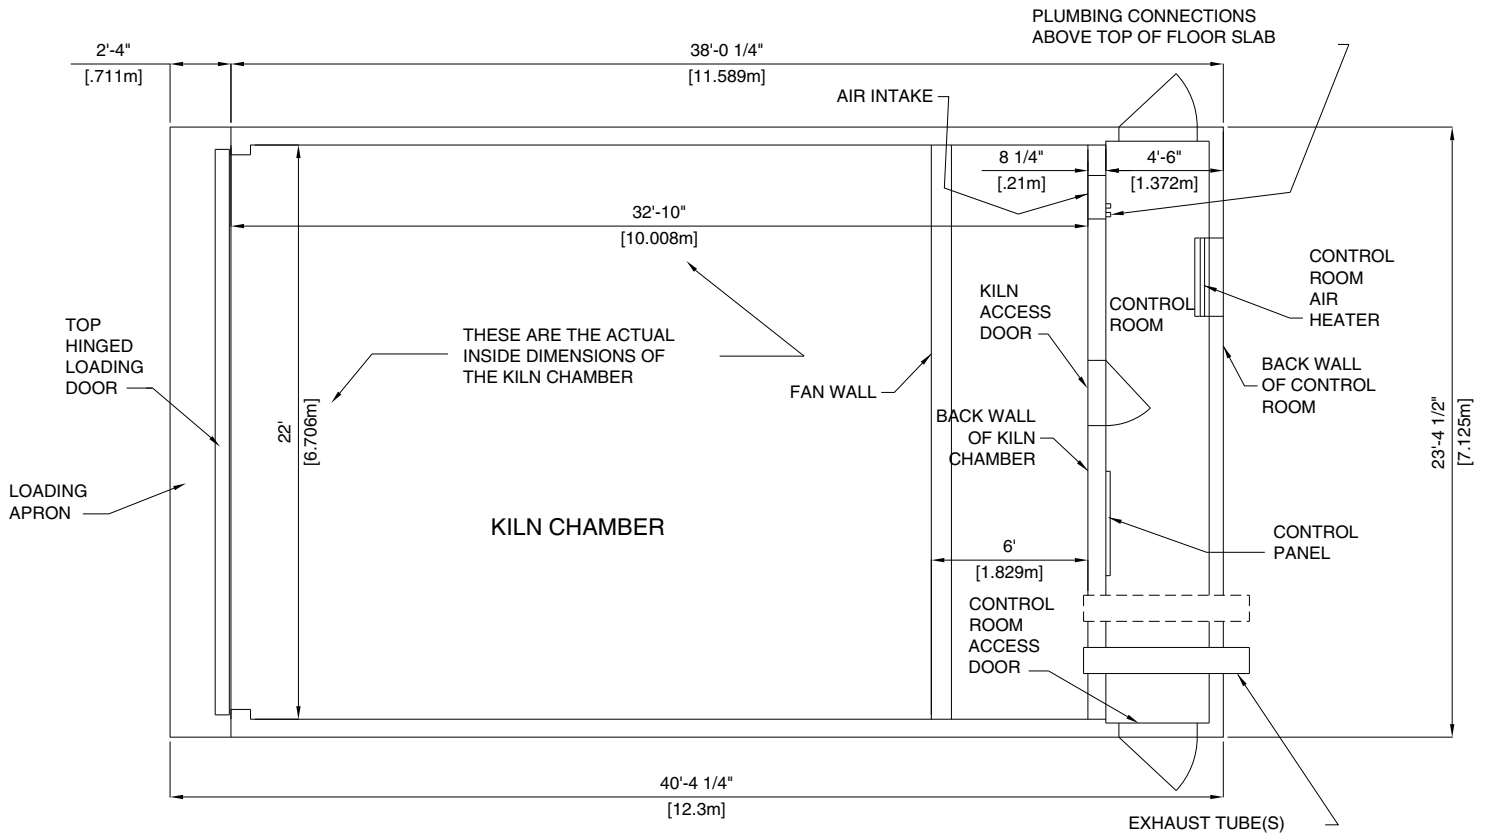 PLUMBING CONNECTIONS
ABOVE TOP OF FLOOR SLAB
2'-4"
[.711m]
38'-0 1/4"
[11.589m]
AIR INTAKE
8 1/4"
[.21m]
4'-6"
[1.372m]
32'-10"
[10.008m]
KILN
ACCESS
DOOR
CONTROL
ROOM
CONTROL
ROOM
AIR
HEATER
TOP
HINGED
LOADING
DOOR
THESE ARE THE ACTUAL
INSIDE DIMENSIONS OF
THE KILN CHAMBER
FAN WALL
BACK WALL
OF CONTROL
ROOM
22'
[6.706m]
BACK WALL
OF KILN
CHAMBER
23'-4 1/2"
[7.125m]
LOADING
APRON
KILN CHAMBER
CONTROL
PANEL
6'
[1.829m]
CONTROL
ROOM
ACCESS
DOOR
40'-4 1/4"
[12.3m]
EXHAUST TUBE(S)